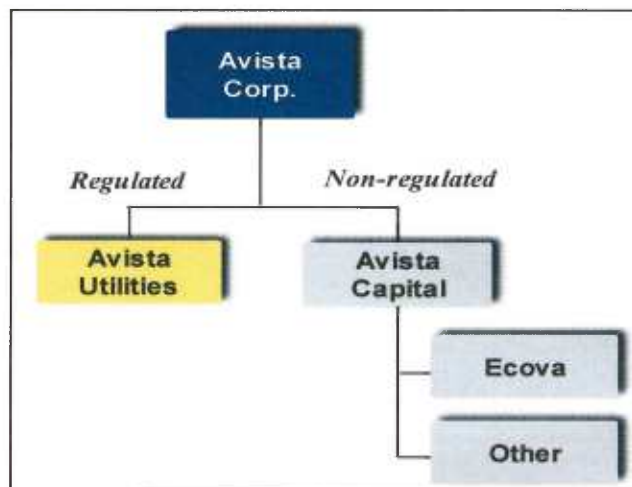 Avista
Corp.
Regulated
Non-regulated
Avista
Utilities
Avista
Capital
Ecova
Other